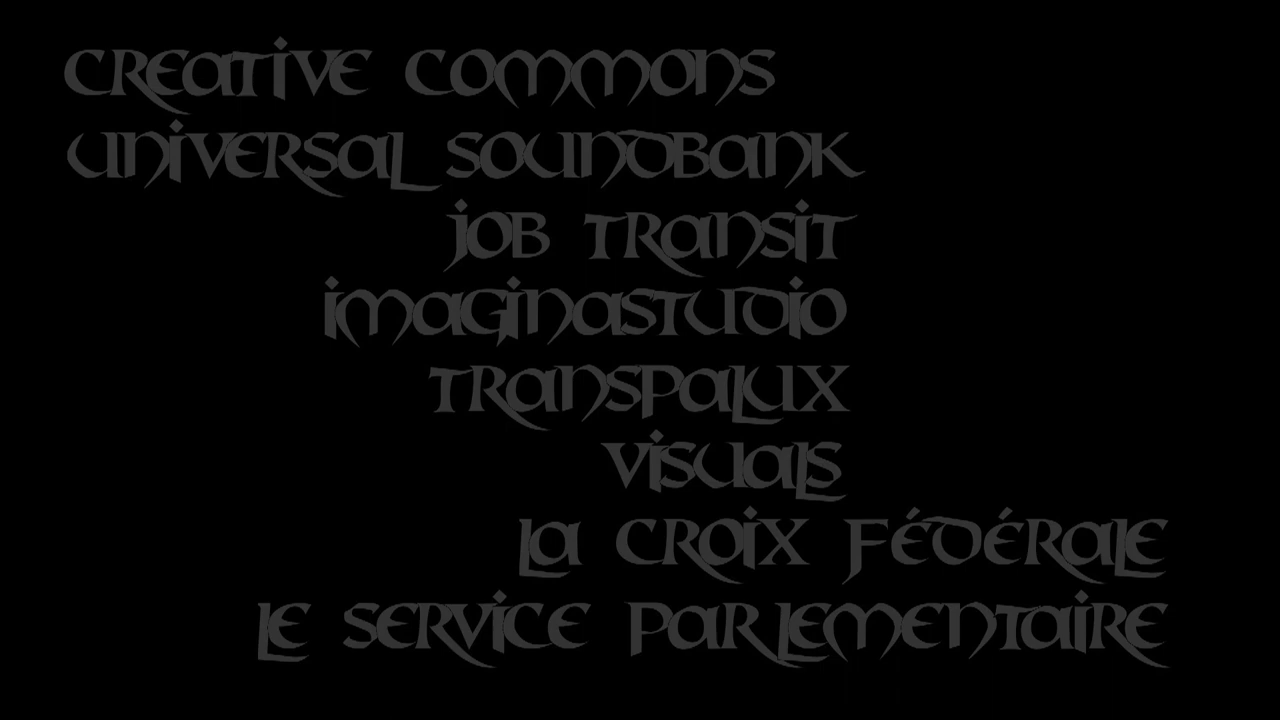 Creative Commons
Universal Soundbank
Job Transit
Imaginastudio
Transpalux
Visuals
La Croix Fédérale
Le Service Parlementaire